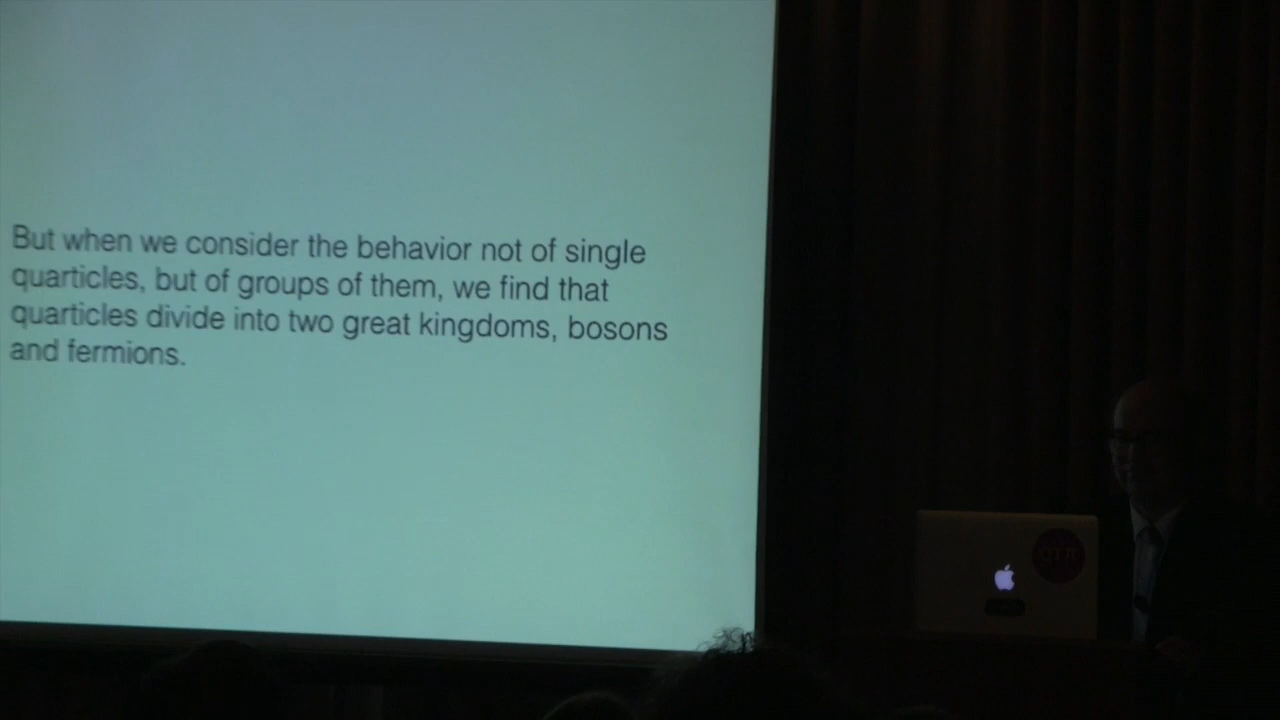 But when we consider the behavior not of single
quarticles, but of groups of them, we find that
quarticles divide into two great kingdoms, bosons
and fermions.